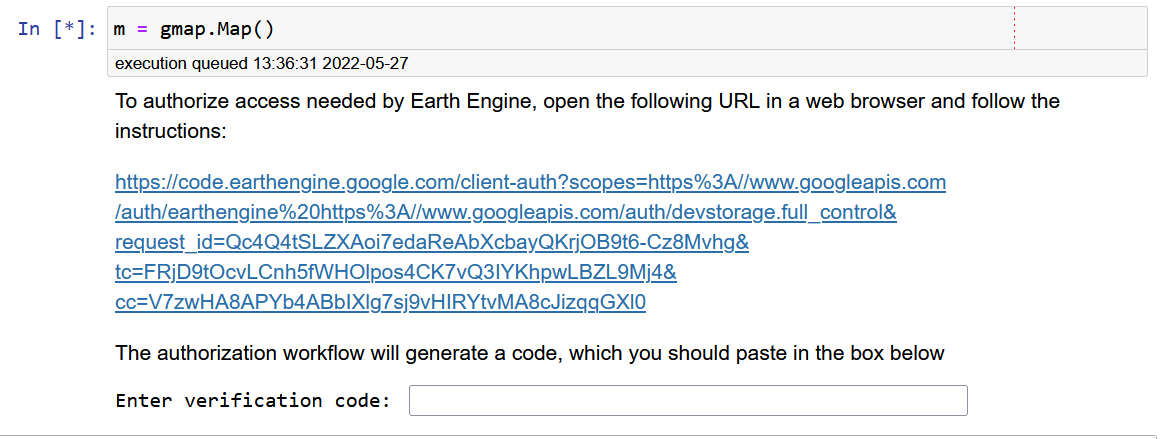 In [*]: m = gmap.Map()
execution queued 13:36:31 2022-05-27
To authorize access needed by Earth Engine, open the following URL in a web browser and follow the
instructions:
https://code.earthengine.google.com/client-auth?scopes=https%3A//www.googleapis.com
/auth/earthengine%20https%3A//www.googleapis.com/auth/devstorage.full_control&
request_id=Qc4Q4tSLZXAoi7edaReAbXcbayQKrjOB9t6-Cz8Mvhg&
tc=FRjD9tOcvLCnh5fWHOlpos4CK7vQ3IYKhpwLBZL9Mj4&
cc=V7zwHA8APYb4ABbIXlg7sj9vHIRYtvMA8cJizqqGXl0
The authorization workflow will generate a code, which you should paste in the box below
Enter verification code: